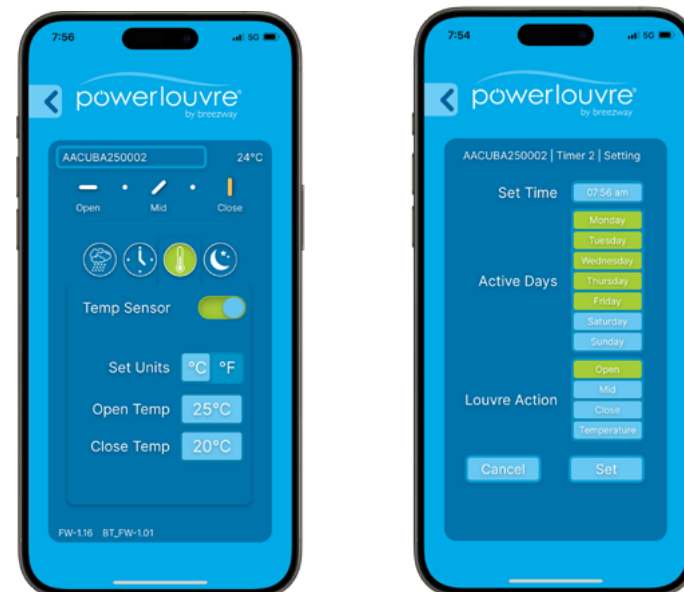 7:56
5G
powerlouvre®
by breezway
AACUBA250002
24°C
Open
Mid
Close
Temp Sensor
Set Units
°C °F
Open Temp
25°C
Close Temp
20°C
FW-1.16 BT_FW-1.01
7:54
5G
powerlouvre®
by breezway
AACUBA250002 | Timer 2 | Setting
Set Time
07:56 am
Active Days
Monday
Tuesday
Wednesday
Thursday
Friday
Saturday
Sunday
Louvre Action
Open
Mid
Close
Temperature
Cancel
Set